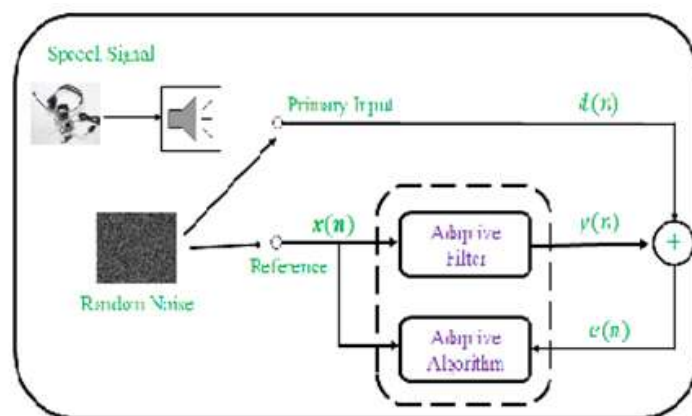 Speech Signal
Primary Input
d(n)
x(n)
Adaptive
Filter
y(n)
+
Reference
Random Noise
Adaptive
Algorithm
e(n)